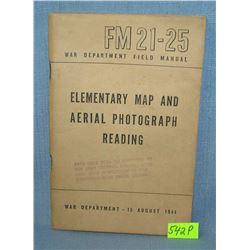 FM 21-25
WAR DEPARTMENT FIELD MANUAL
ELEMENTARY MAP AND
AERIAL PHOTOGRAPH
READING
WAR DEPARTMENT • 15 AUGUST 1944
542P